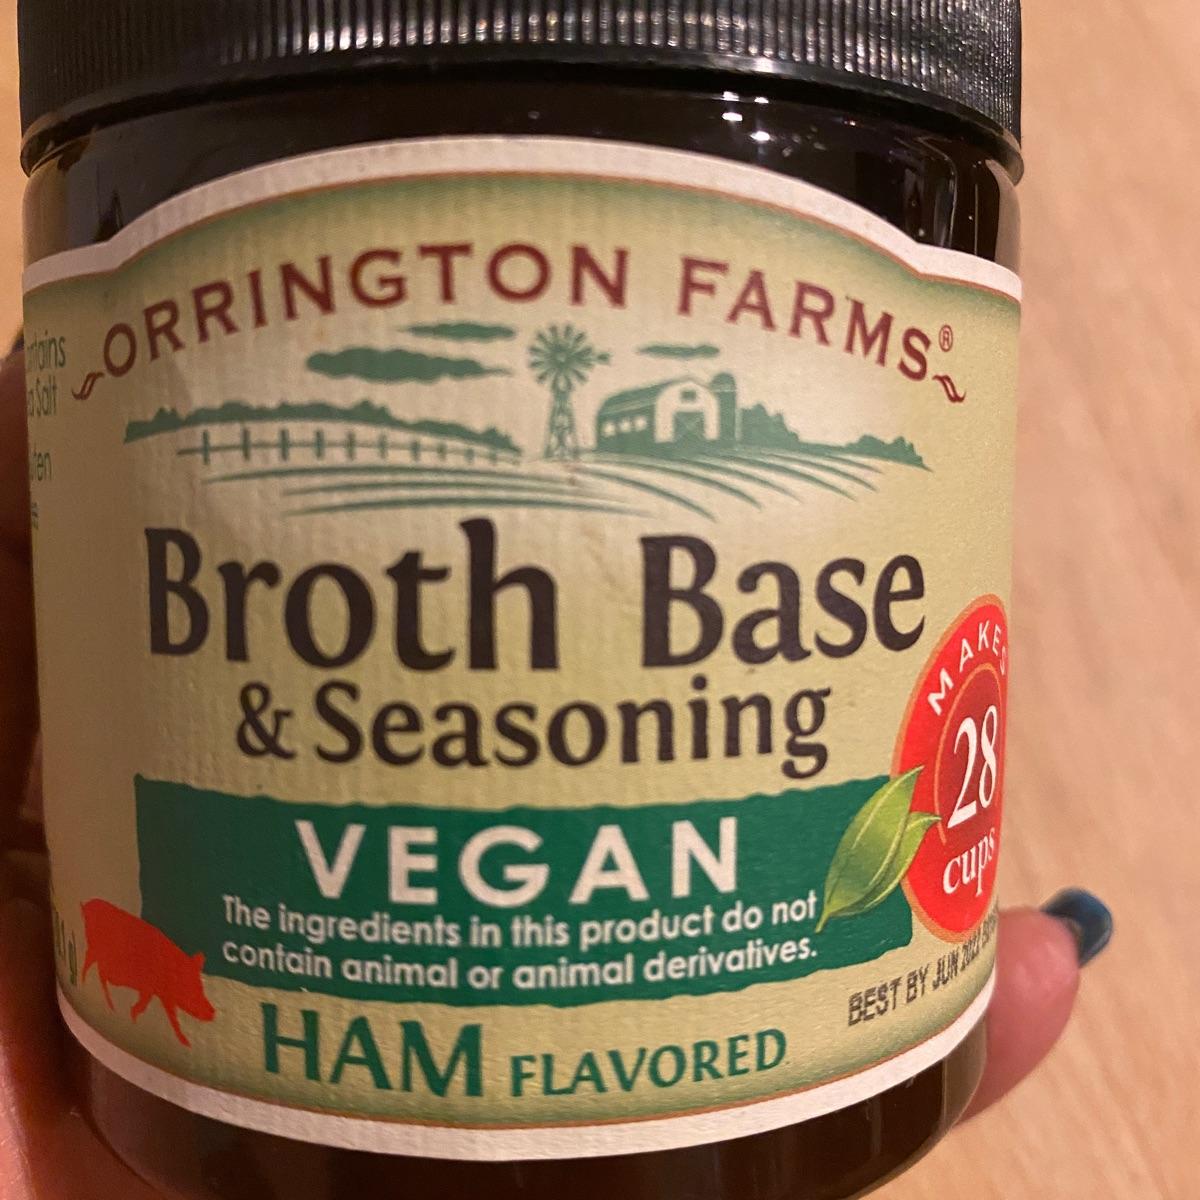 ORRINGTON FARMS®
Broth Base
& Seasoning
MAKES
28
cups
VEGAN
The ingredients in this product do not
contain animal or animal derivatives.
BEST BY JUN
HAM FLAVORED